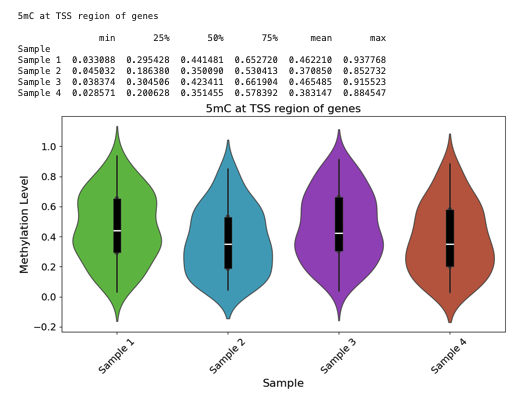 5mC at TSS region of genes
min 25% 50% 75% mean max
Sample
Sample 1 0.033088 0.295428 0.441481 0.652720 0.462210 0.937768
Sample 2 0.045032 0.186380 0.350090 0.530413 0.370850 0.852732
Sample 3 0.038374 0.304506 0.423411 0.661904 0.465485 0.915523
Sample 4 0.028571 0.200628 0.351455 0.578392 0.383147 0.884547
5mC at TSS region of genes
Methylation Level
1.0
0.8
0.6
0.4
0.2
0.0
−0.2
Sample 1
Sample 2
Sample 3
Sample 4
Sample